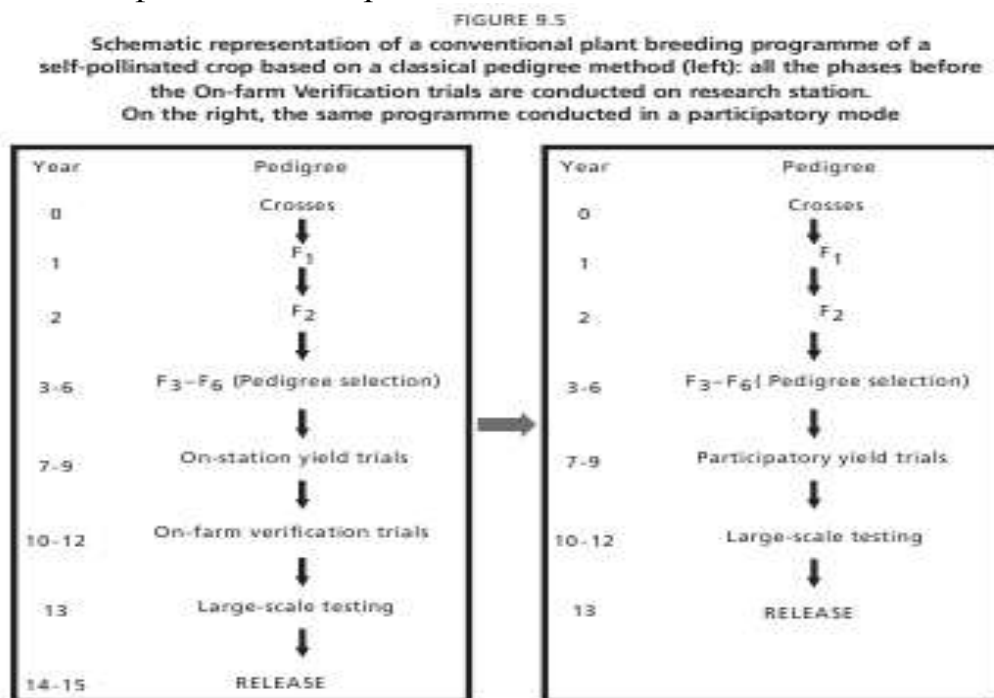 FIGURE 9.5
Schematic representation of a conventional plant breeding programme of a
self-pollinated crop based on a classical pedigree method (left): all the phases before
the On-farm Verification trials are conducted on research station.
On the right, the same programme conducted in a participatory mode
Year Pedigree
0 Crosses
1 F1
2 F2
3-6 F3–F6 (Pedigree selection)
7-9 On-station yield trials
10-12 On-farm verification trials
13 Large-scale testing
14-15 RELEASE
Year Pedigree
0 Crosses
1 F1
2 F2
3-6 F3–F6( Pedigree selection)
7-9 Participatory yield trials
10-12 Large-scale testing
13 RELEASE